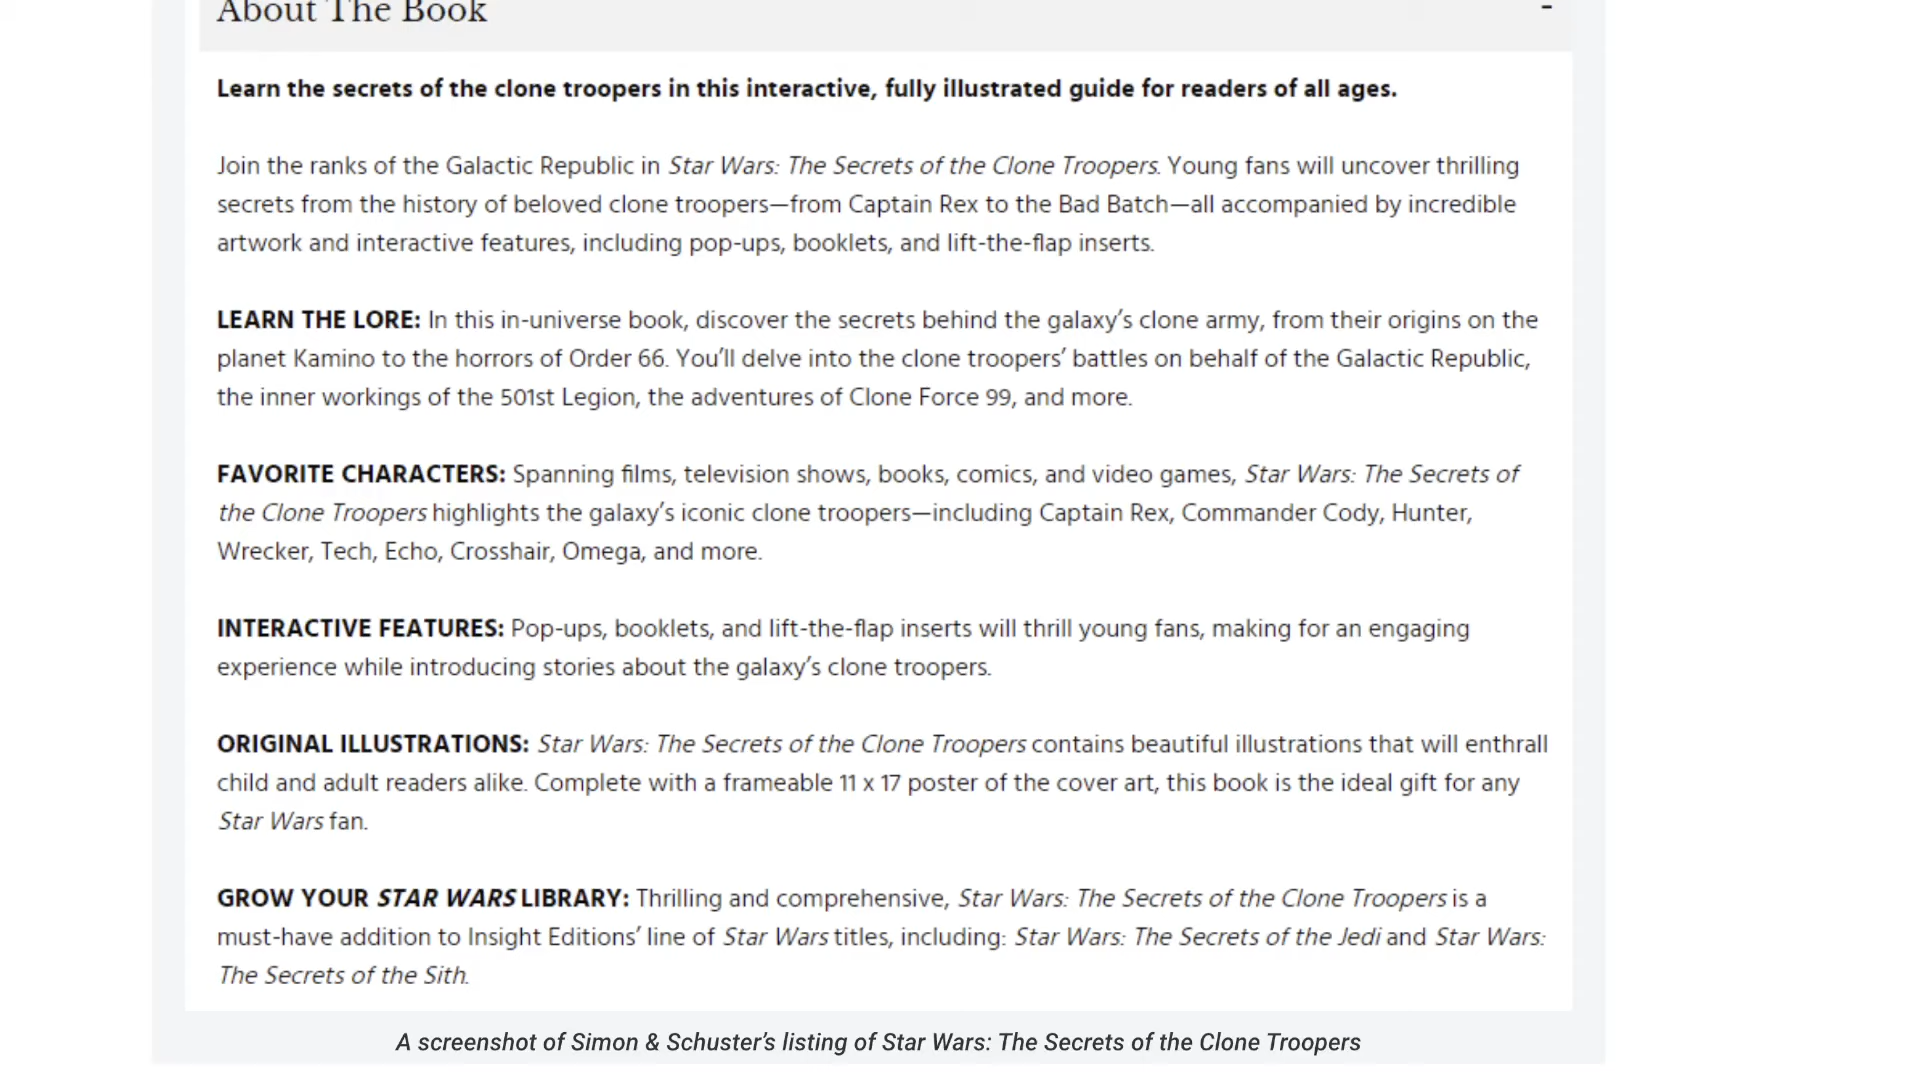 About The Book -
Learn the secrets of the clone troopers in this interactive, fully illustrated guide for readers of all ages.
Join the ranks of the Galactic Republic in Star Wars: The Secrets of the Clone Troopers. Young fans will uncover thrilling
secrets from the history of beloved clone troopers—from Captain Rex to the Bad Batch—all accompanied by incredible
artwork and interactive features, including pop-ups, booklets, and lift-the-flap inserts.
LEARN THE LORE: In this in-universe book, discover the secrets behind the galaxy’s clone army, from their origins on the
planet Kamino to the horrors of Order 66. You’ll delve into the clone troopers’ battles on behalf of the Galactic Republic,
the inner workings of the 501st Legion, the adventures of Clone Force 99, and more.
FAVORITE CHARACTERS: Spanning films, television shows, books, comics, and video games, Star Wars: The Secrets of
the Clone Troopers highlights the galaxy’s iconic clone troopers—including Captain Rex, Commander Cody, Hunter,
Wrecker, Tech, Echo, Crosshair, Omega, and more.
INTERACTIVE FEATURES: Pop-ups, booklets, and lift-the-flap inserts will thrill young fans, making for an engaging
experience while introducing stories about the galaxy’s clone troopers.
ORIGINAL ILLUSTRATIONS: Star Wars: The Secrets of the Clone Troopers contains beautiful illustrations that will enthrall
child and adult readers alike. Complete with a frameable 11 x 17 poster of the cover art, this book is the ideal gift for any
Star Wars fan.
GROW YOUR STAR WARS LIBRARY: Thrilling and comprehensive, Star Wars: The Secrets of the Clone Troopers is a
must-have addition to Insight Editions’ line of Star Wars titles, including: Star Wars: The Secrets of the Jedi and Star Wars:
The Secrets of the Sith.
A screenshot of Simon & Schuster’s listing of Star Wars: The Secrets of the Clone Troopers